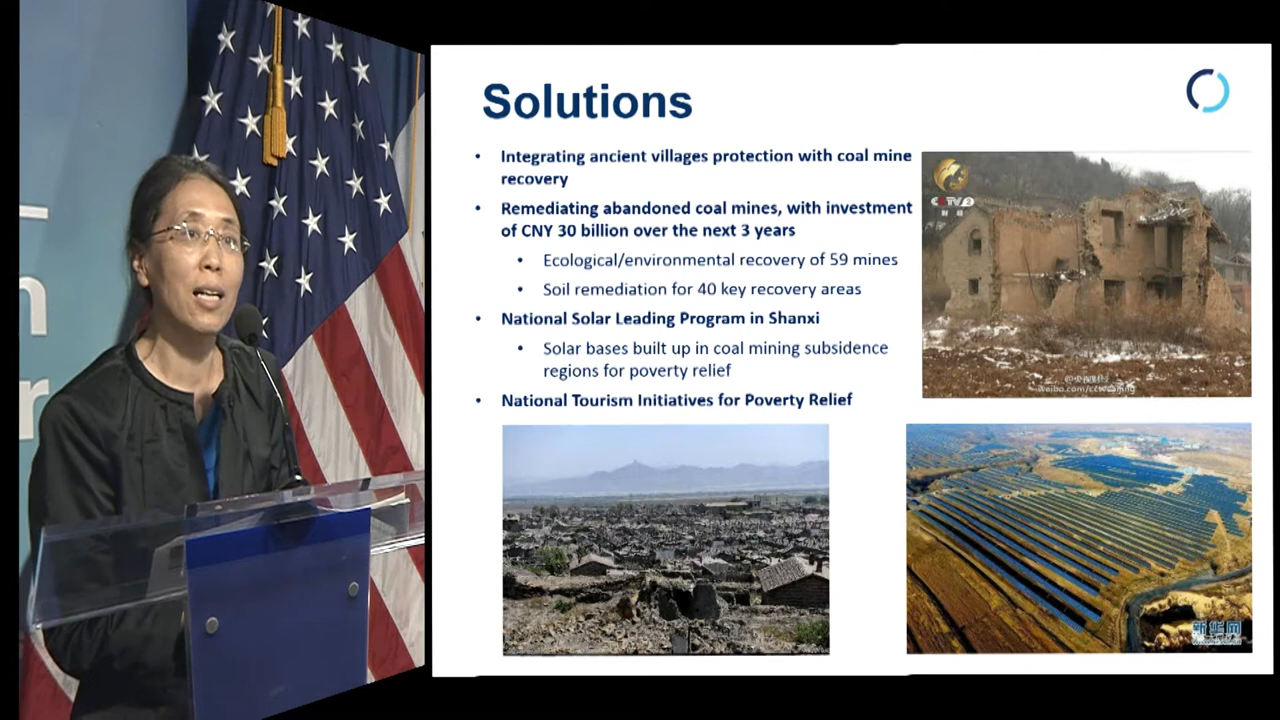 n
r
Solutions
• Integrating ancient villages protection with coal mine
recovery
• Remediating abandoned coal mines, with investment
of CNY 30 billion over the next 3 years
• Ecological/environmental recovery of 59 mines
• Soil remediation for 40 key recovery areas
• National Solar Leading Program in Shanxi
• Solar bases built up in coal mining subsidence
regions for poverty relief
• National Tourism Initiatives for Poverty Relief
CCTV 2
财经
新华网